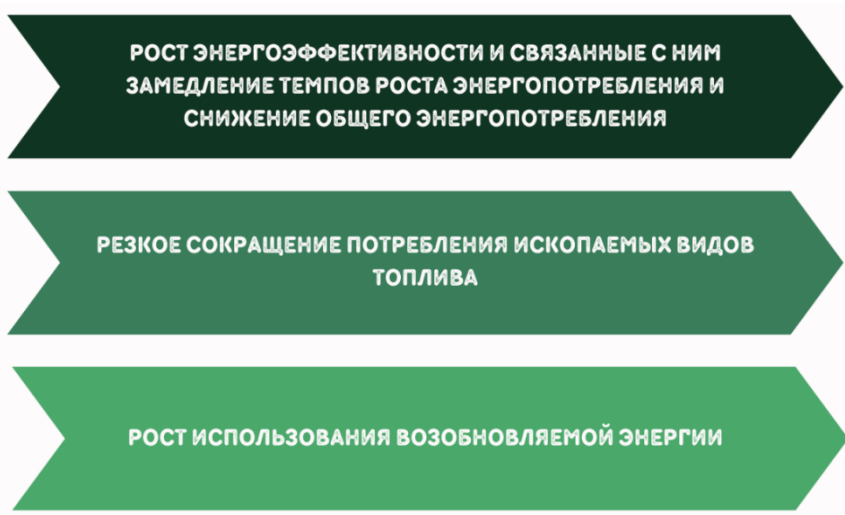 РОСТ ЭНЕРГОЭФФЕКТИВНОСТИ И СВЯЗАННЫЕ С НИМ
ЗАМЕДЛЕНИЕ ТЕМПОВ РОСТА ЭНЕРГОПОТРЕБЛЕНИЯ И
СНИЖЕНИЕ ОБЩЕГО ЭНЕРГОПОТРЕБЛЕНИЯ
РЕЗКОЕ СОКРАЩЕНИЕ ПОТРЕБЛЕНИЯ ИСКОПАЕМЫХ ВИДОВ
ТОПЛИВА
РОСТ ИСПОЛЬЗОВАНИЯ ВОЗОБНОВЛЯЕМОЙ ЭНЕРГИИ